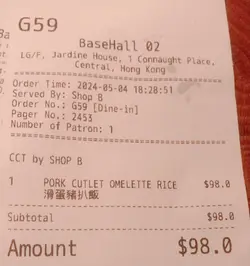 G59
BaseHall 02
LG/F, Jardine House, 1 Connaught Place,
Central, Hong Kong
Order Time: 2024-05-04 18:28:51
Served By: Shop B
Order No.: G59 [Dine-in]
Pager No.: 2453
Number of Patron: 1
CCT by SHOP B
1 PORK CUTLET OMELETTE RICE $98.0
滑蛋豬扒飯
Subtotal $98.0
Amount $98.0